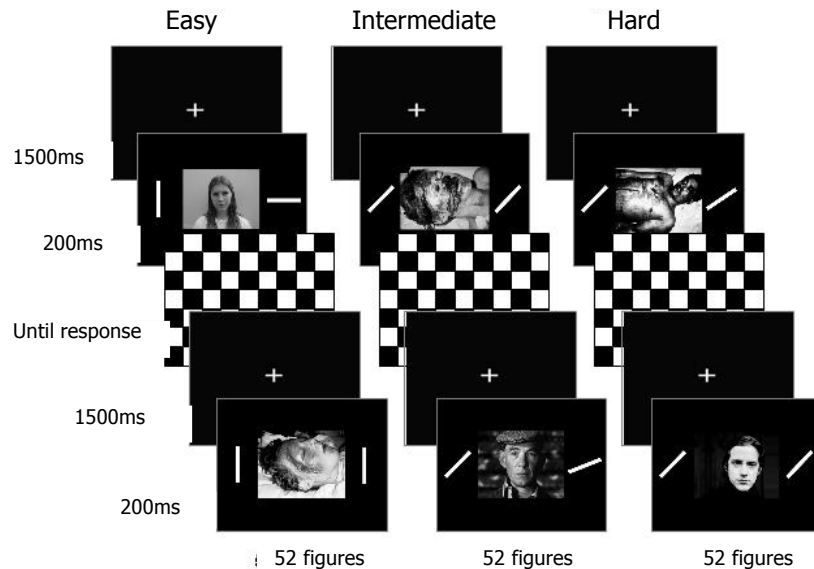 Easy Intermediate Hard
1500ms
200ms
Until response
1500ms
200ms
52 figures 52 figures 52 figures